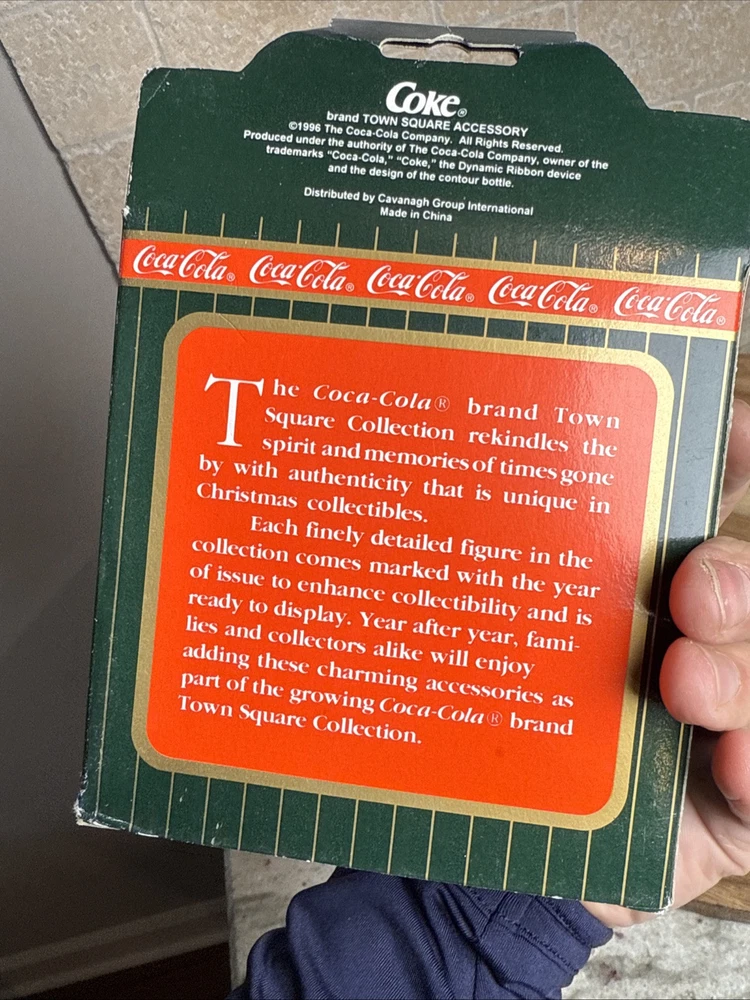 Coke®
brand TOWN SQUARE ACCESSORY
©1996 The Coca-Cola Company. All Rights Reserved.
Produced under the authority of The Coca-Cola Company, owner of the
trademarks "Coca-Cola," "Coke," the Dynamic Ribbon device
and the design of the contour bottle.
Distributed by Cavanagh Group International
Made in China
Coca-Cola® Coca-Cola® Coca-Cola® Coca-Cola® Coca-Cola®
The Coca-Cola® brand Town
Square Collection rekindles the
spirit and memories of times gone
by with authenticity that is unique in
Christmas collectibles.
Each finely detailed figure in the
collection comes marked with the year
of issue to enhance collectibility and is
ready to display. Year after year, fami-
lies and collectors alike will enjoy
adding these charming accessories as
part of the growing Coca-Cola® brand
Town Square Collection.